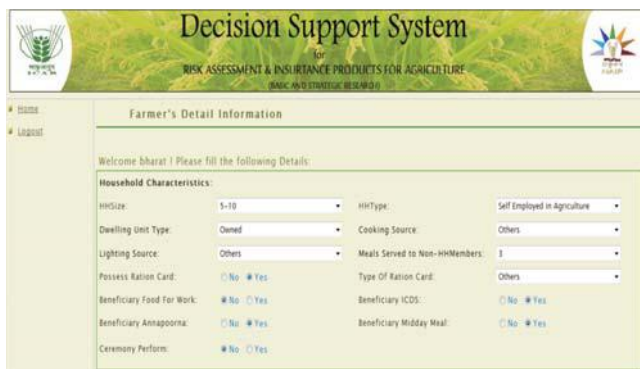 Decision Support System
for
RISK ASSESSMENT & INSURTANCE PRODUCTS FOR AGRICULTURE
(BASIC AND STRATEGIC RESEARCH)
Home
Logout
Farmer's Detail Information
Welcome bharat ! Please fill the following Details:
Household Characteristics:
HHSize: 5-10 HHType: Self Employed in Agriculture
Dwelling Unit Type: Owned Cooking Source: Others
Lighting Source: Others Meals Served to Non-HHMembers: 3
Possess Ration Card: No Yes Type Of Ration Card: Others
Beneficiary Food For Work: No Yes Beneficiary ICDS: No Yes
Beneficiary Annapoorna: No Yes Beneficiary Midday Meal: No Yes
Ceremony Perform: No Yes